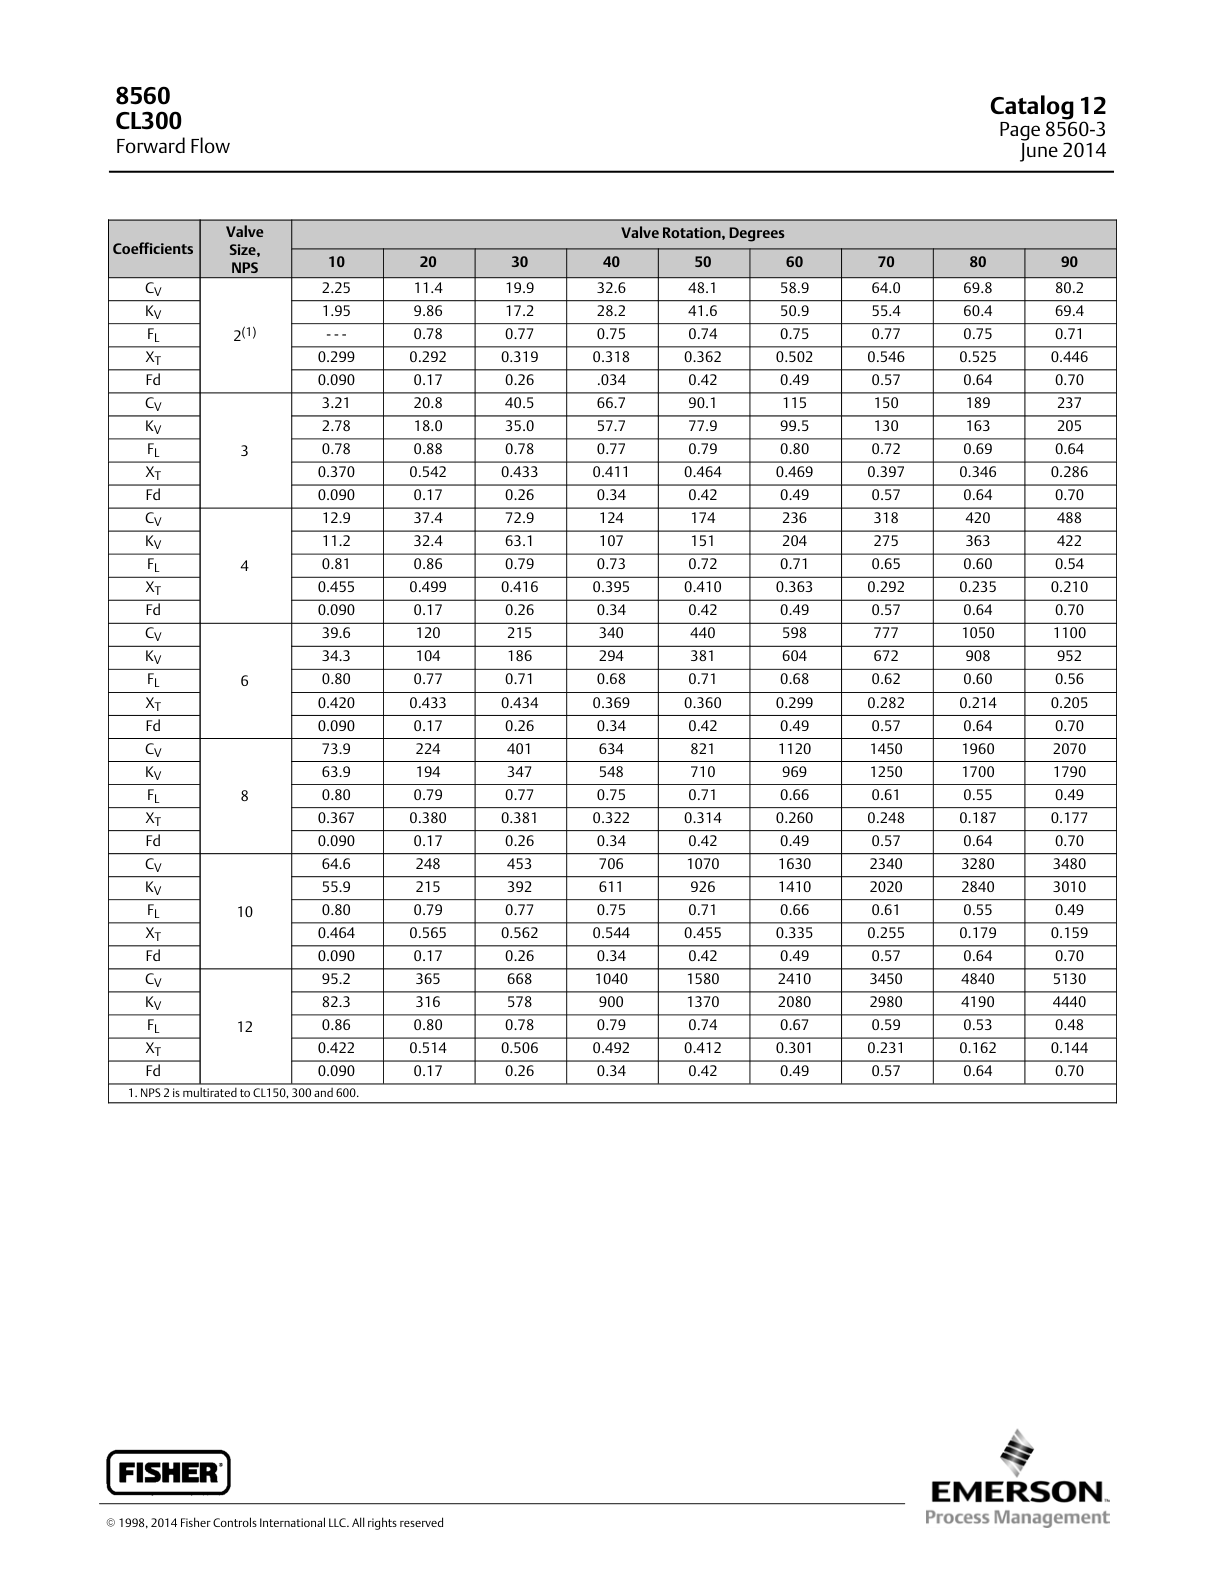 8560
CL300
Forward Flow
Catalog 12
Page 8560-3
June 2014
Coefficients Valve Size, NPS Valve Rotation, Degrees
10 20 30 40 50 60 70 80 90
CV 2.25 11.4 19.9 32.6 48.1 58.9 64.0 69.8 80.2
KV 1.95 9.86 17.2 28.2 41.6 50.9 55.4 60.4 69.4
FL 2(1) - - - 0.78 0.77 0.75 0.74 0.75 0.77 0.75 0.71
XT 0.299 0.292 0.319 0.318 0.362 0.502 0.546 0.525 0.446
Fd 0.090 0.17 0.26 .034 0.42 0.49 0.57 0.64 0.70
CV 3.21 20.8 40.5 66.7 90.1 115 150 189 237
KV 2.78 18.0 35.0 57.7 77.9 99.5 130 163 205
FL 3 0.78 0.88 0.78 0.77 0.79 0.80 0.72 0.69 0.64
XT 0.370 0.542 0.433 0.411 0.464 0.469 0.397 0.346 0.286
Fd 0.090 0.17 0.26 0.34 0.42 0.49 0.57 0.64 0.70
CV 12.9 37.4 72.9 124 174 236 318 420 488
KV 11.2 32.4 63.1 107 151 204 275 363 422
FL 4 0.81 0.86 0.79 0.73 0.72 0.71 0.65 0.60 0.54
XT 0.455 0.499 0.416 0.395 0.410 0.363 0.292 0.235 0.210
Fd 0.090 0.17 0.26 0.34 0.42 0.49 0.57 0.64 0.70
CV 39.6 120 215 340 440 598 777 1050 1100
KV 34.3 104 186 294 381 604 672 908 952
FL 6 0.80 0.77 0.71 0.68 0.71 0.68 0.62 0.60 0.56
XT 0.420 0.433 0.434 0.369 0.360 0.299 0.282 0.214 0.205
Fd 0.090 0.17 0.26 0.34 0.42 0.49 0.57 0.64 0.70
CV 73.9 224 401 634 821 1120 1450 1960 2070
KV 63.9 194 347 548 710 969 1250 1700 1790
FL 8 0.80 0.79 0.77 0.75 0.71 0.66 0.61 0.55 0.49
XT 0.367 0.380 0.381 0.322 0.314 0.260 0.248 0.187 0.177
Fd 0.090 0.17 0.26 0.34 0.42 0.49 0.57 0.64 0.70
CV 64.6 248 453 706 1070 1630 2340 3280 3480
KV 55.9 215 392 611 926 1410 2020 2840 3010
FL 10 0.80 0.79 0.77 0.75 0.71 0.66 0.61 0.55 0.49
XT 0.464 0.565 0.562 0.544 0.455 0.335 0.255 0.179 0.159
Fd 0.090 0.17 0.26 0.34 0.42 0.49 0.57 0.64 0.70
CV 95.2 365 668 1040 1580 2410 3450 4840 5130
KV 82.3 316 578 900 1370 2080 2980 4190 4440
FL 12 0.86 0.80 0.78 0.79 0.74 0.67 0.59 0.53 0.48
XT 0.422 0.514 0.506 0.492 0.412 0.301 0.231 0.162 0.144
Fd 0.090 0.17 0.26 0.34 0.42 0.49 0.57 0.64 0.70
1. NPS 2 is multirated to CL150, 300 and 600.
FISHER
EMERSON
Process Management
© 1998, 2014 Fisher Controls International LLC. All rights reserved